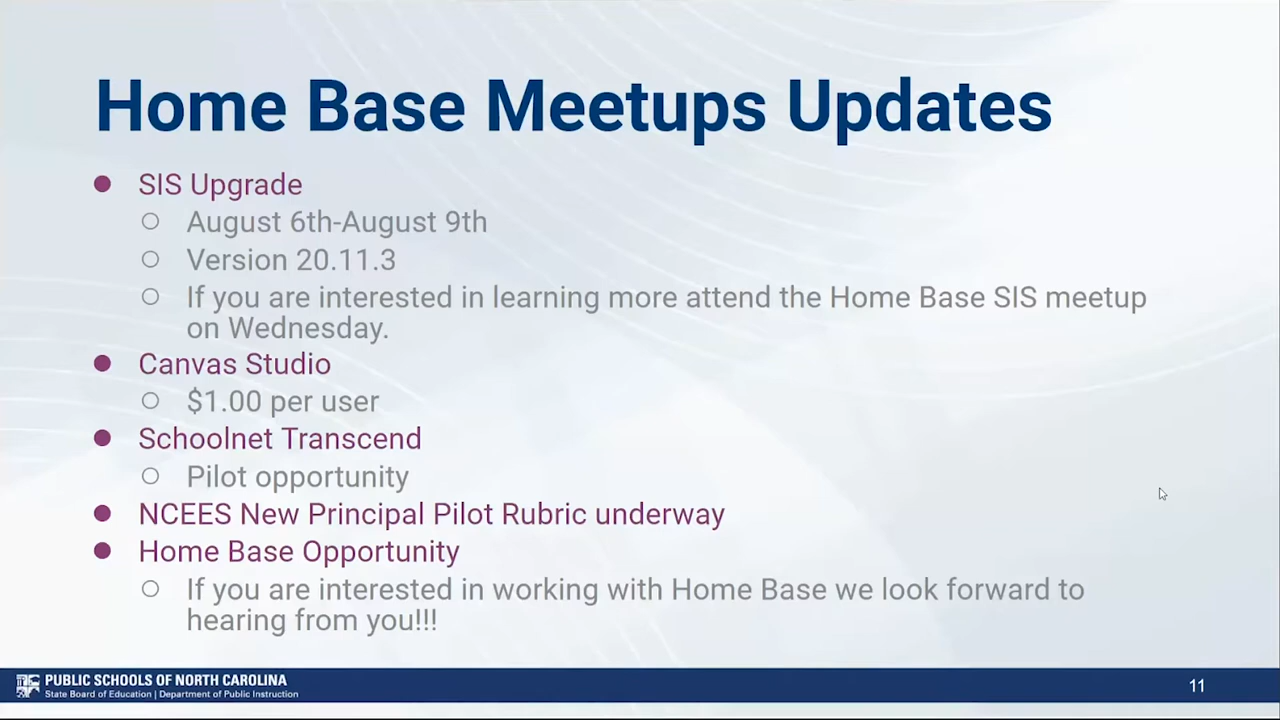 Home Base Meetups Updates
SIS Upgrade
August 6th-August 9th
Version 20.11.3
If you are interested in learning more attend the Home Base SIS meetup
on Wednesday.
Canvas Studio
$1.00 per user
Schoolnet Transcend
Pilot opportunity
NCEES New Principal Pilot Rubric underway
Home Base Opportunity
If you are interested in working with Home Base we look forward to
hearing from you!!!
PUBLIC SCHOOLS OF NORTH CAROLINA
State Board of Education | Department of Public Instruction
11